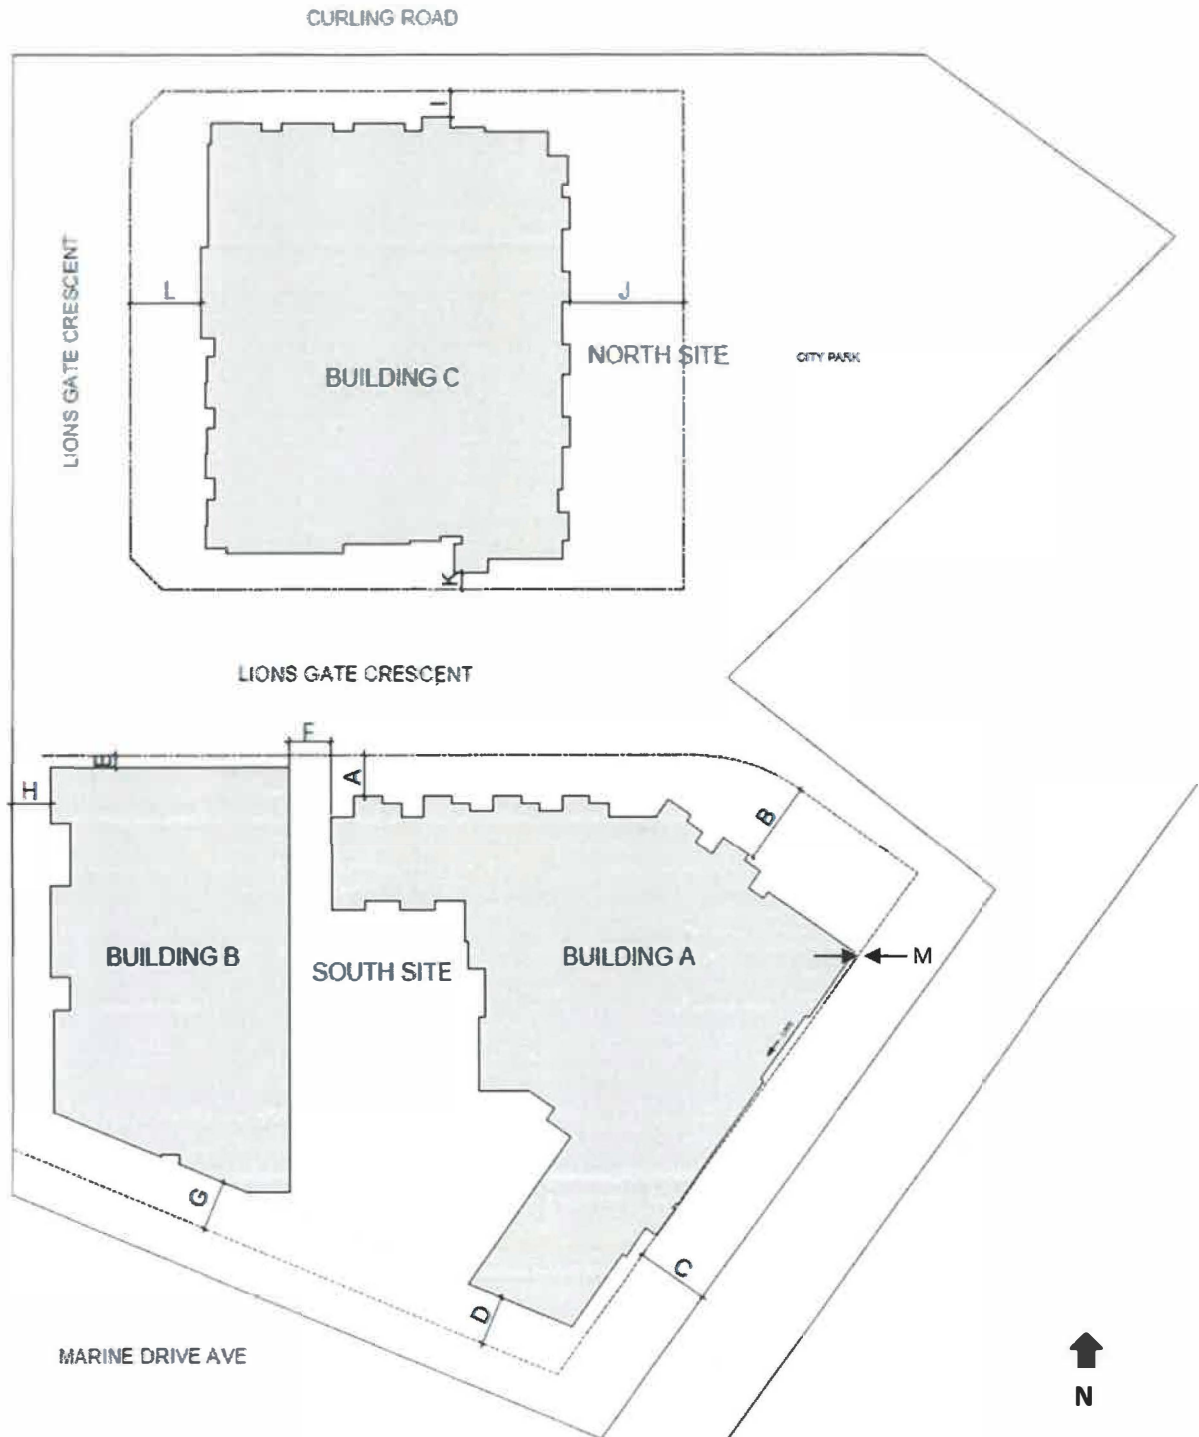 CURLING ROAD
I
LIONS GATE CRESCENT
L
J
NORTH SITE
CITY PARK
BUILDING C
K
LIONS GATE CRESCENT
F
E
A
H
B
BUILDING B
SOUTH SITE
BUILDING A
M
G
C
D
MARINE DRIVE AVE
N